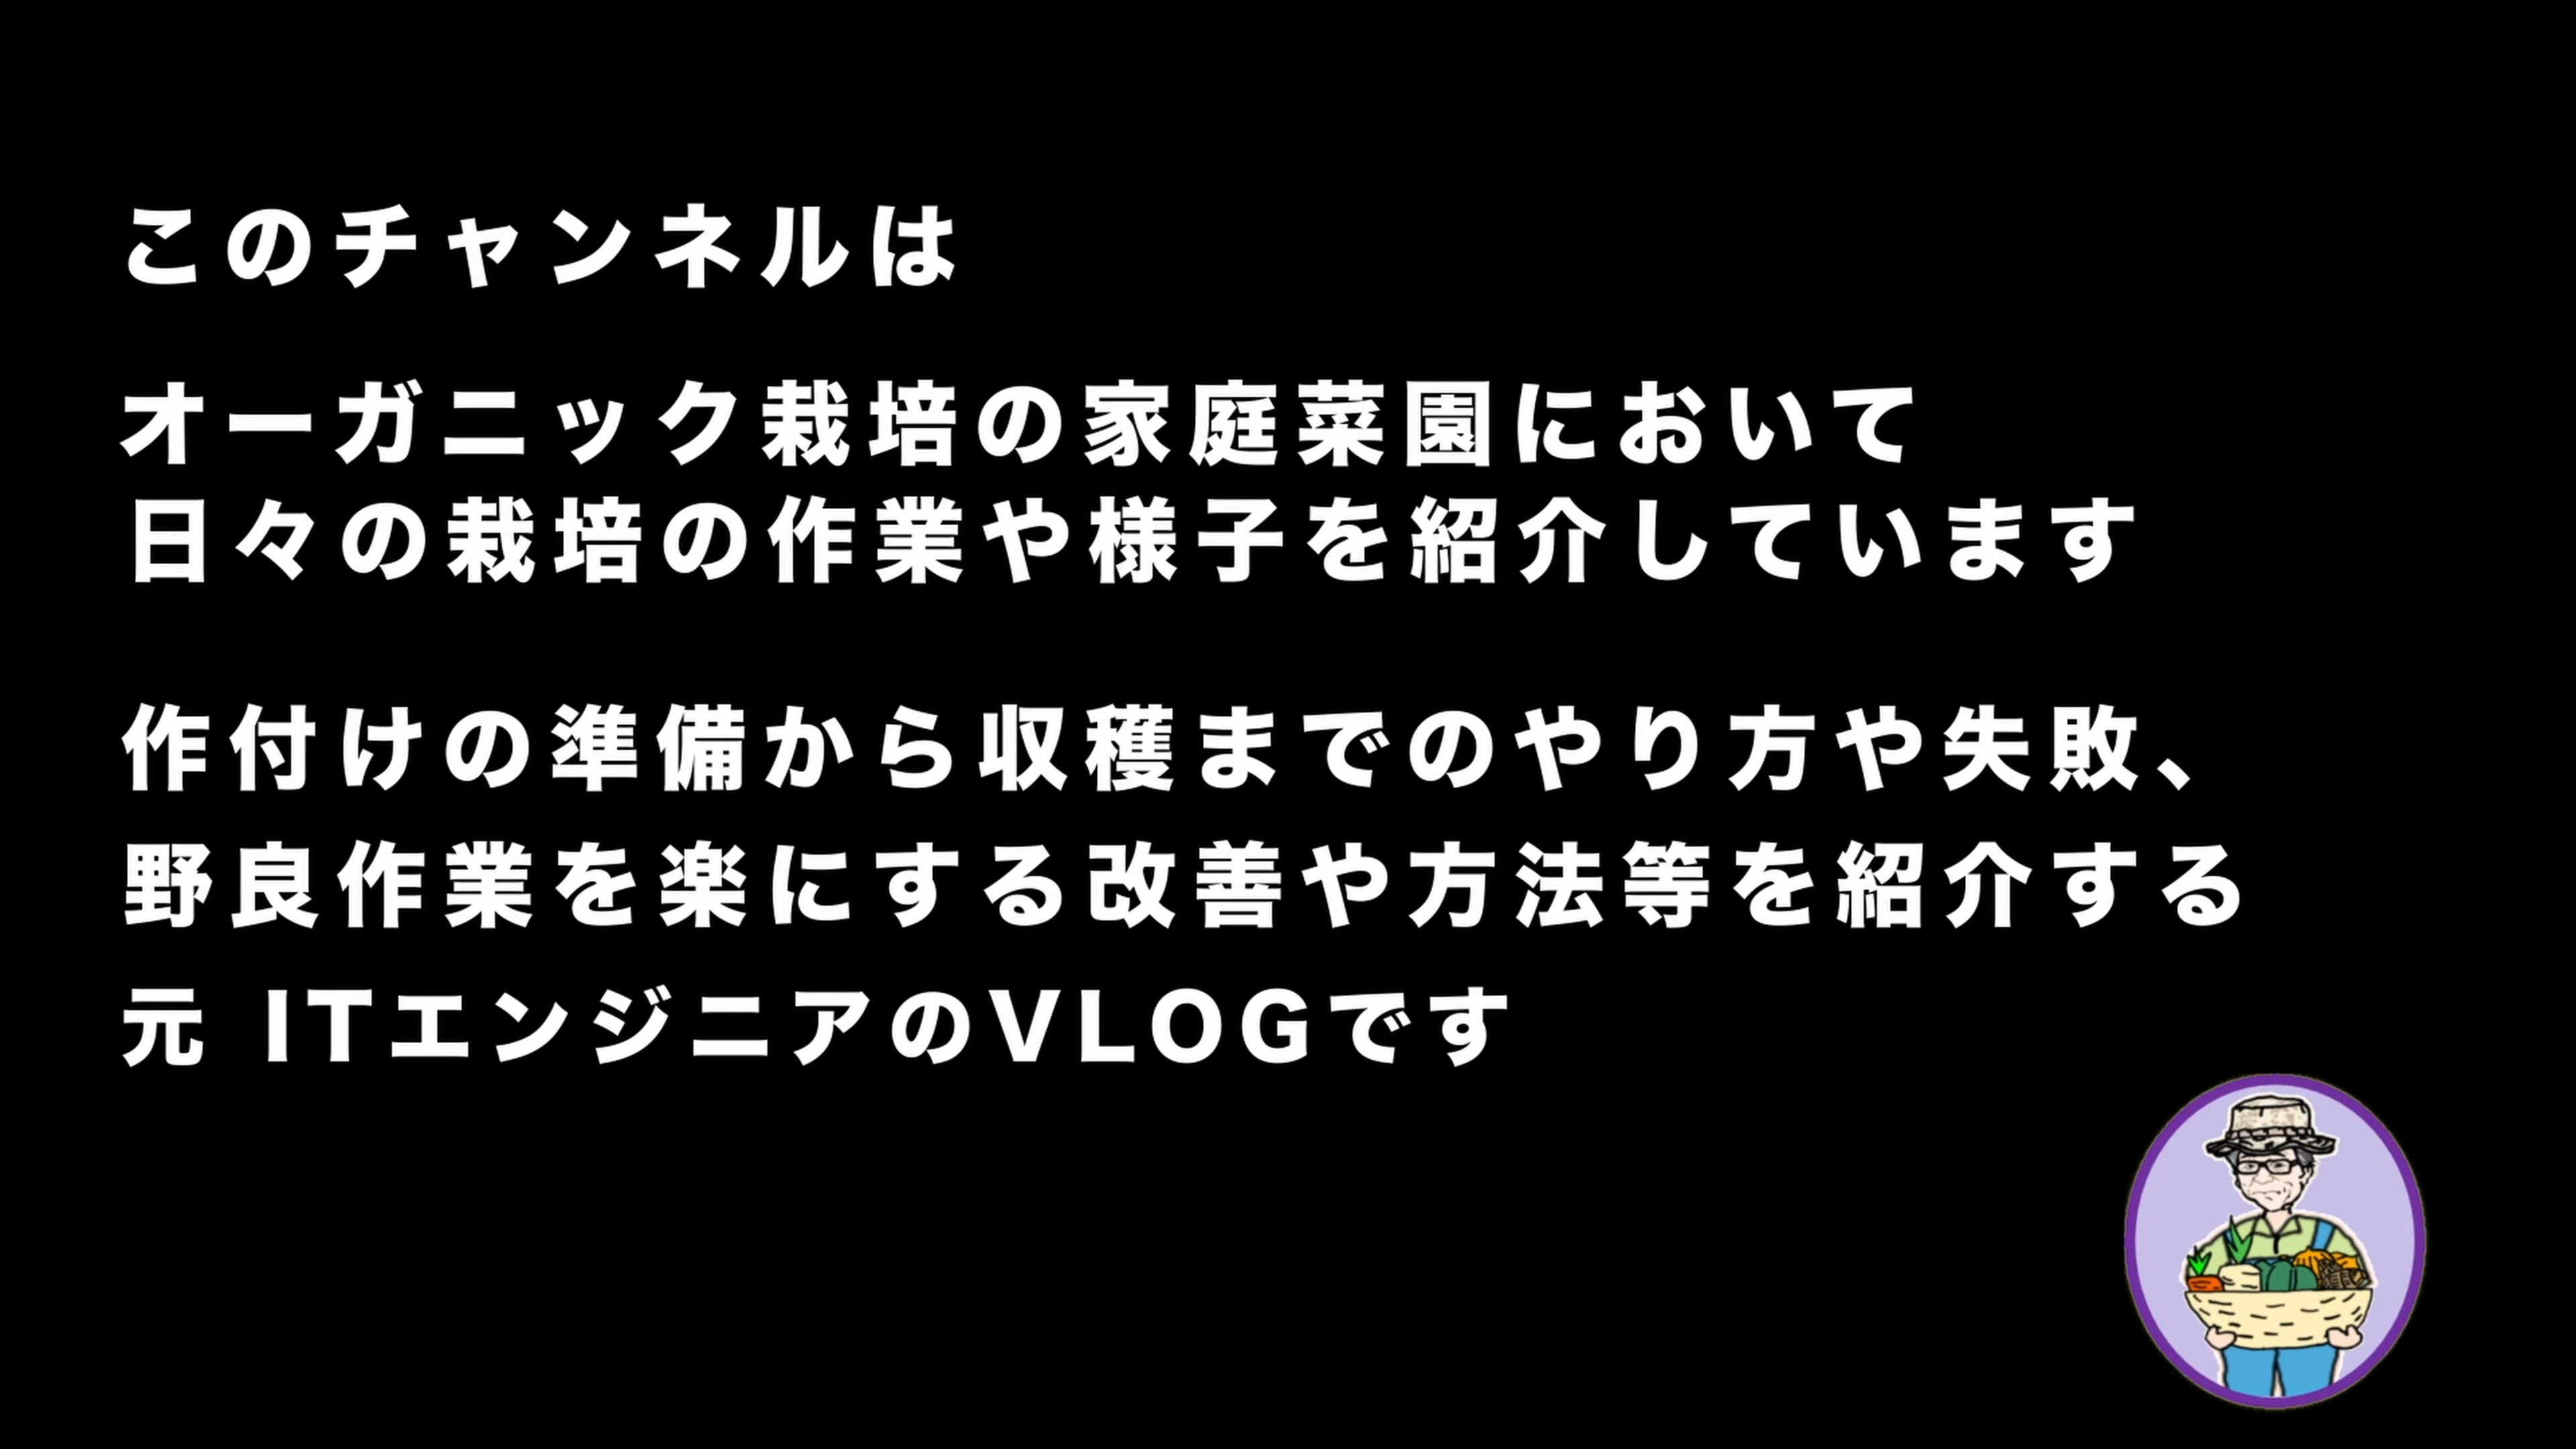 このチャンネルは
オーガニック栽培の家庭菜園において
日々の栽培の作業や様子を紹介しています
作付けの準備から収穫までのやり方や失敗、
野良作業を楽にする改善や方法等を紹介する
元 ITエンジニアのVLOGです